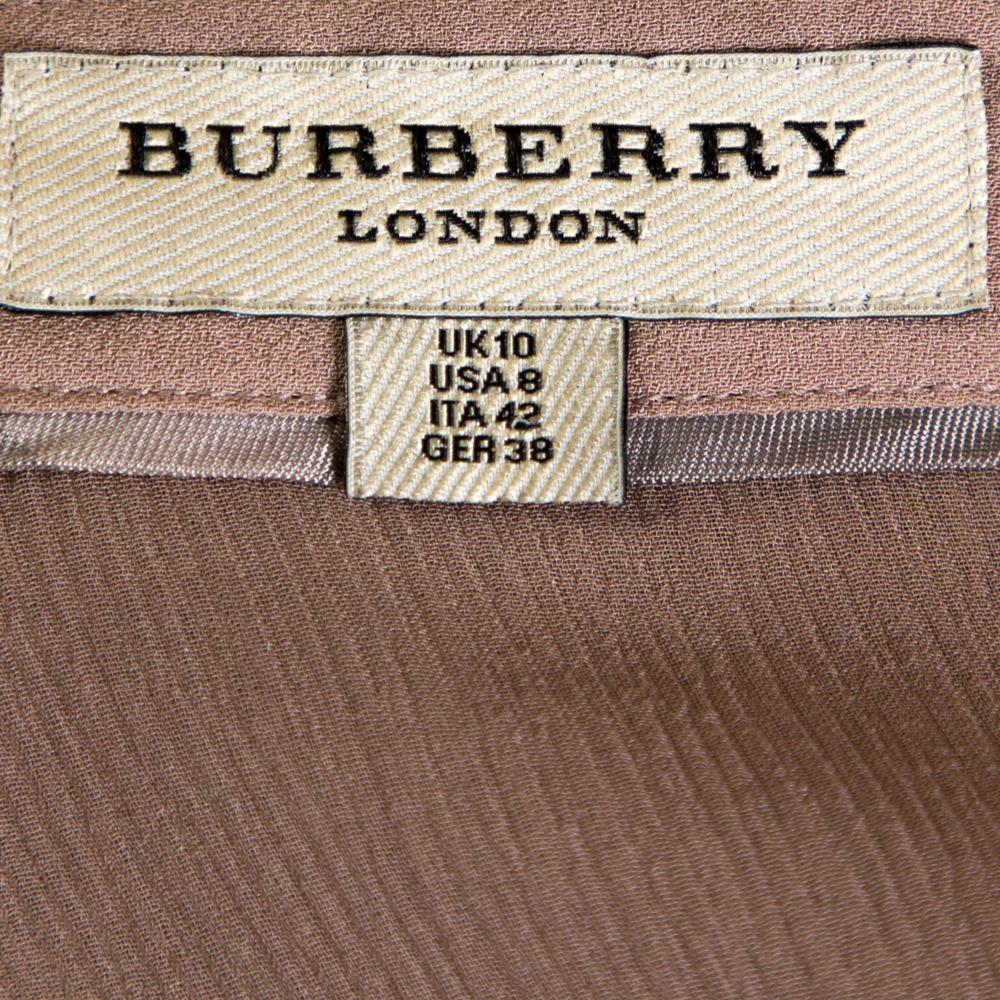 BURBERRY
LONDON
UK10
USA 8
ITA 42
GER 38